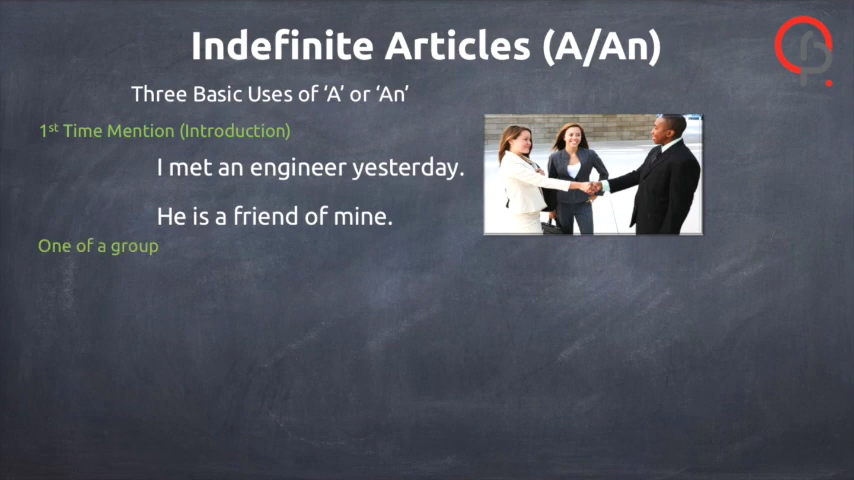 Indefinite Articles (A/An)
Three Basic Uses of ‘A’ or ‘An’
1st Time Mention (Introduction)
I met an engineer yesterday.
He is a friend of mine.
One of a group